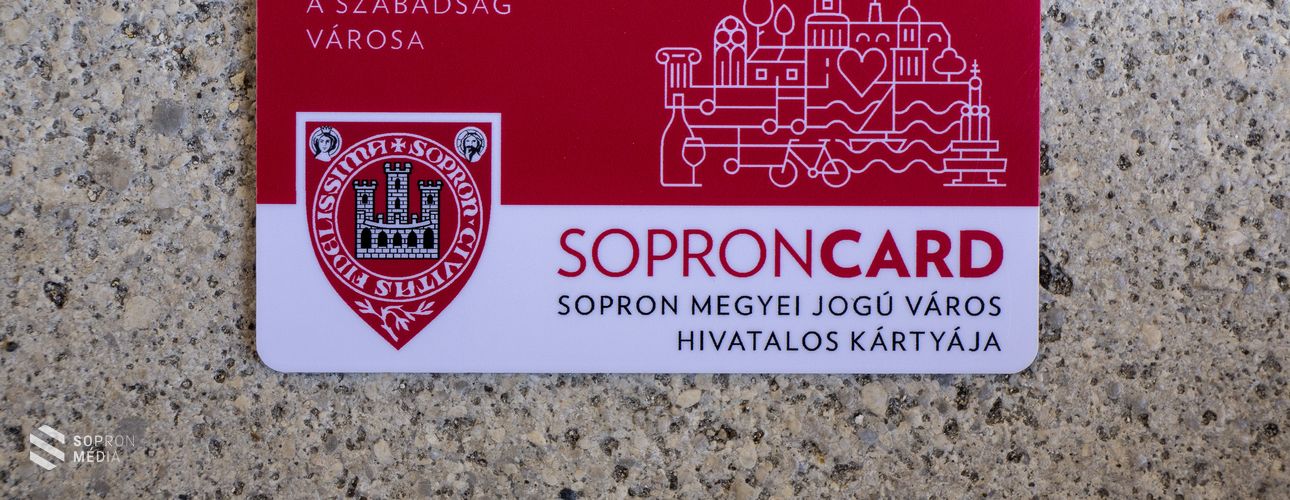 A SZABADSÁG
VÁROSA
SOPRON CIVITAS FIDELISSIMA
SOPRONCARD
SOPRON MEGYEI JOGÚ VÁROS
HIVATALOS KÁRTYÁJA
SOPRON
MÉDIA